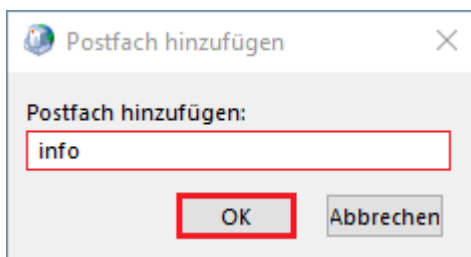 Postfach hinzufügen
Postfach hinzufügen:
info
OK Abbrechen